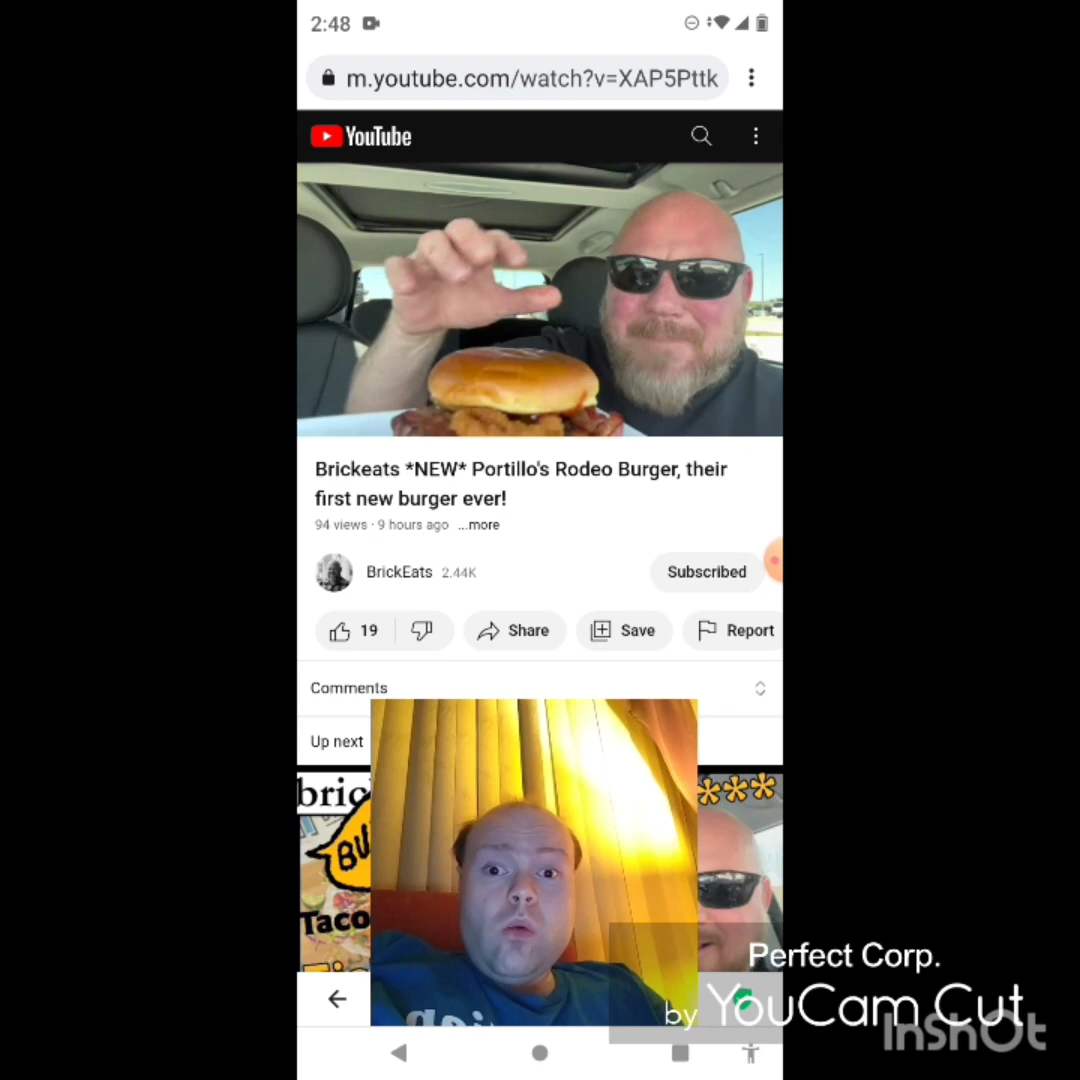 2:48
m.youtube.com/watch?v=XAP5Pttk
YouTube
Brickeats *NEW* Portillo's Rodeo Burger, their
first new burger ever!
94 views · 9 hours ago ...more
BrickEats 2.44K
Subscribed
19
Share
Save
Report
Comments
Up next
***
bric
BU
Taco
Perfect Corp.
by YouCam Cut
InShOt